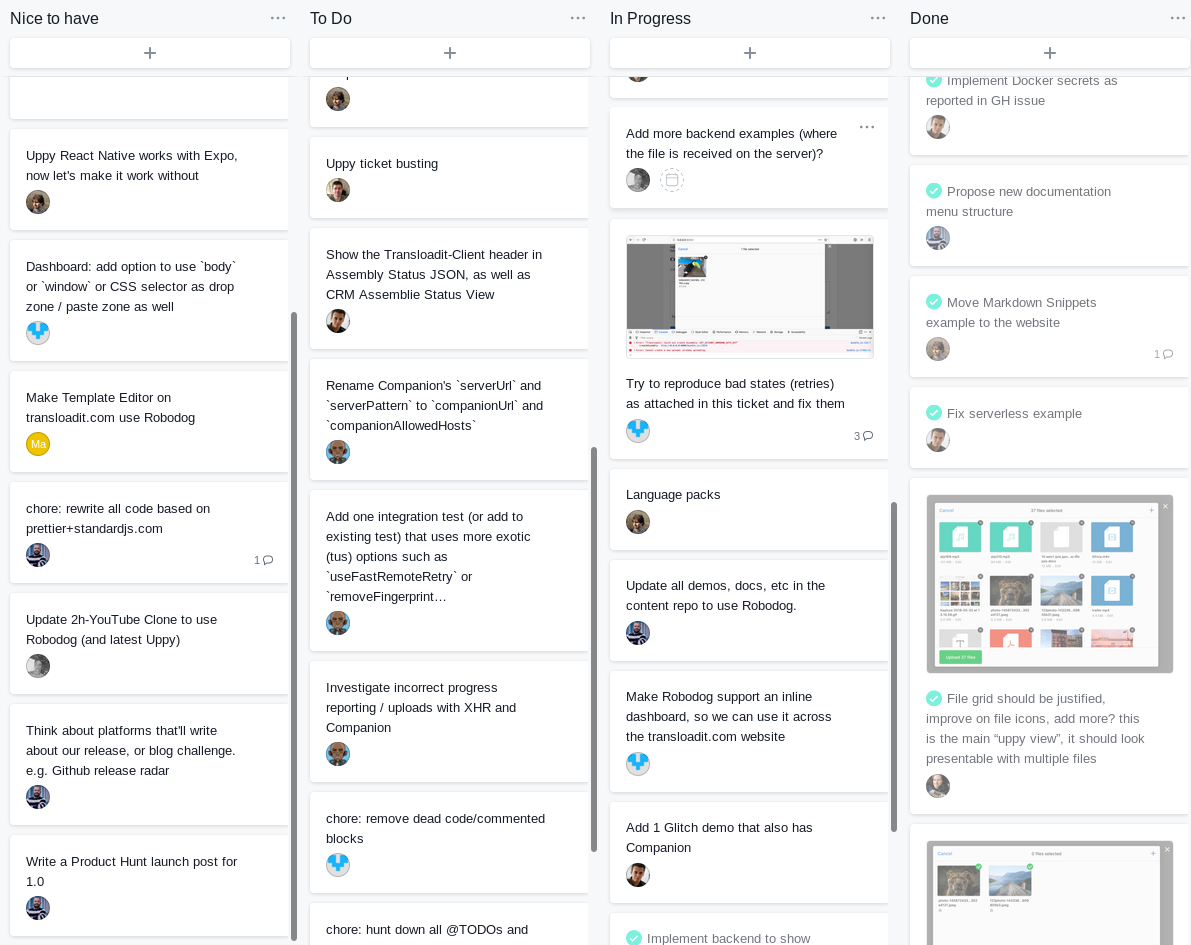 Nice to have
Uppy React Native works with Expo,
now let's make it work without
Dashboard: add option to use `body`
or `window` or CSS selector as drop
zone / paste zone as well
Make Template Editor on
transloadit.com use Robodog
Ma
chore: rewrite all code based on
prettier+standardjs.com
1
Update 2h-YouTube Clone to use
Robodog (and latest Uppy)
Think about platforms that'll write
about our release, or blog challenge.
e.g. Github release radar
Write a Product Hunt launch post for
1.0
To Do
Uppy ticket busting
Show the Transloadit-Client header in
Assembly Status JSON, as well as
CRM Assemblie Status View
Rename Companion's `serverUrl` and
`serverPattern` to `companionUrl` and
`companionAllowedHosts`
Add one integration test (or add to
existing test) that uses more exotic
(tus) options such as
`useFastRemoteRetry` or
`removeFingerprint…
Investigate incorrect progress
reporting / uploads with XHR and
Companion
chore: remove dead code/commented
blocks
chore: hunt down all @TODOs and
In Progress
Add more backend examples (where
the file is received on the server)?
Cancel
Try to reproduce bad states (retries)
as attached in this ticket and fix them
3
Language packs
Update all demos, docs, etc in the
content repo to use Robodog.
Make Robodog support an inline
dashboard, so we can use it across
the transloadit.com website
Add 1 Glitch demo that also has
Companion
Implement backend to show
Done
Implement Docker secrets as
reported in GH issue
Propose new documentation
menu structure
Move Markdown Snippets
example to the website
1
Fix serverless example
Cancel
37 files selected
Upload 37 files
File grid should be justified,
improve on file icons, add more? this
is the main “uppy view”, it should look
presentable with multiple files
Cancel